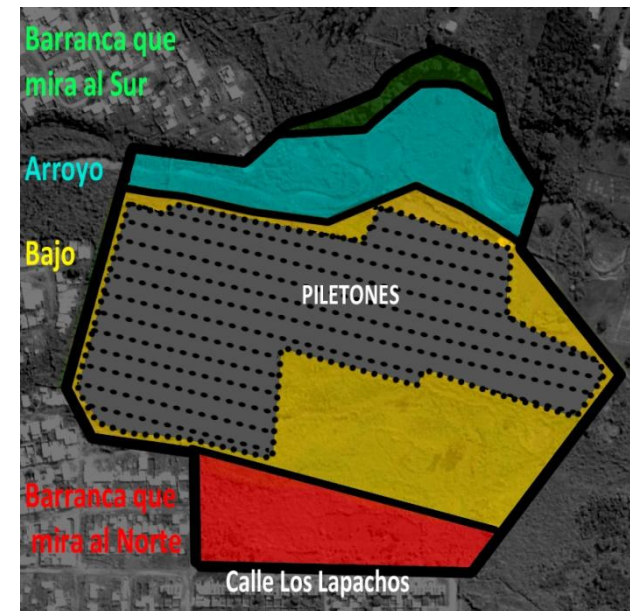 Barranca que
mira al Sur
Arroyo
Bajo
PILETONES
Barranca que
mira al Norte
Calle Los Lapachos